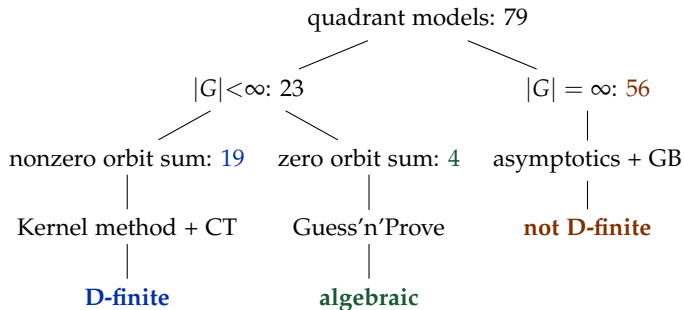 quadrant models: 79
|G|<∞: 23
|G| = ∞: 56
nonzero orbit sum: 19
zero orbit sum: 4
asymptotics + GB
Kernel method + CT
Guess'n'Prove
not D-finite
D-finite
algebraic